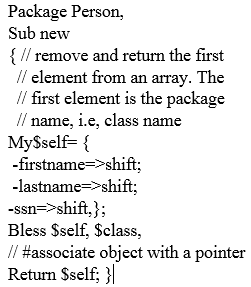 Package Person,
Sub new
{ // remove and return the first
// element from an array. The
// first element is the package
// name, i.e, class name
My$self= {
-firstname=>shift;
-lastname=>shift;
-ssn=>shift,};
Bless $self, $class,
// #associate object with a pointer
Return $self; }